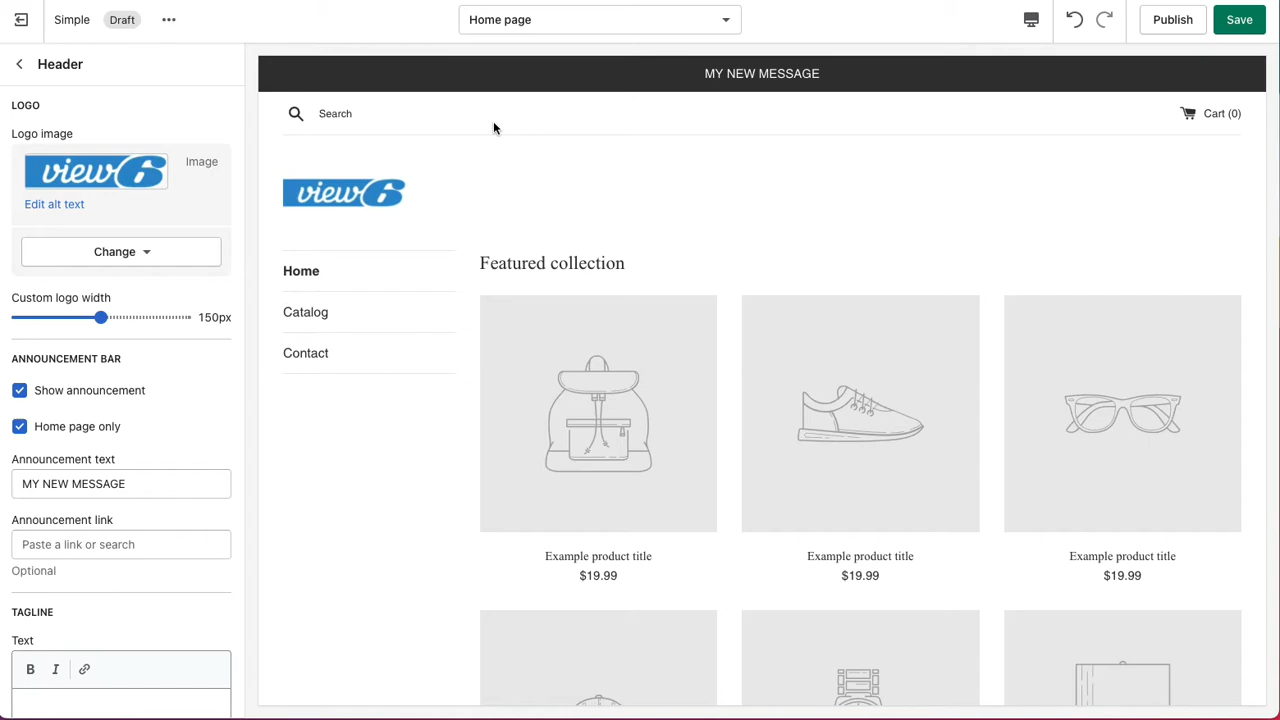 Simple Draft
Home page
Publish
Save
Header
LOGO
Logo image
view6
Image
Edit alt text
Change
Custom logo width
150px
ANNOUNCEMENT BAR
Show announcement
Home page only
Announcement text
MY NEW MESSAGE
Announcement link
Paste a link or search
Optional
TAGLINE
Text
B I
MY NEW MESSAGE
Search
Cart (0)
view6
Home
Catalog
Contact
Featured collection
Example product title
$19.99
Example product title
$19.99
Example product title
$19.99